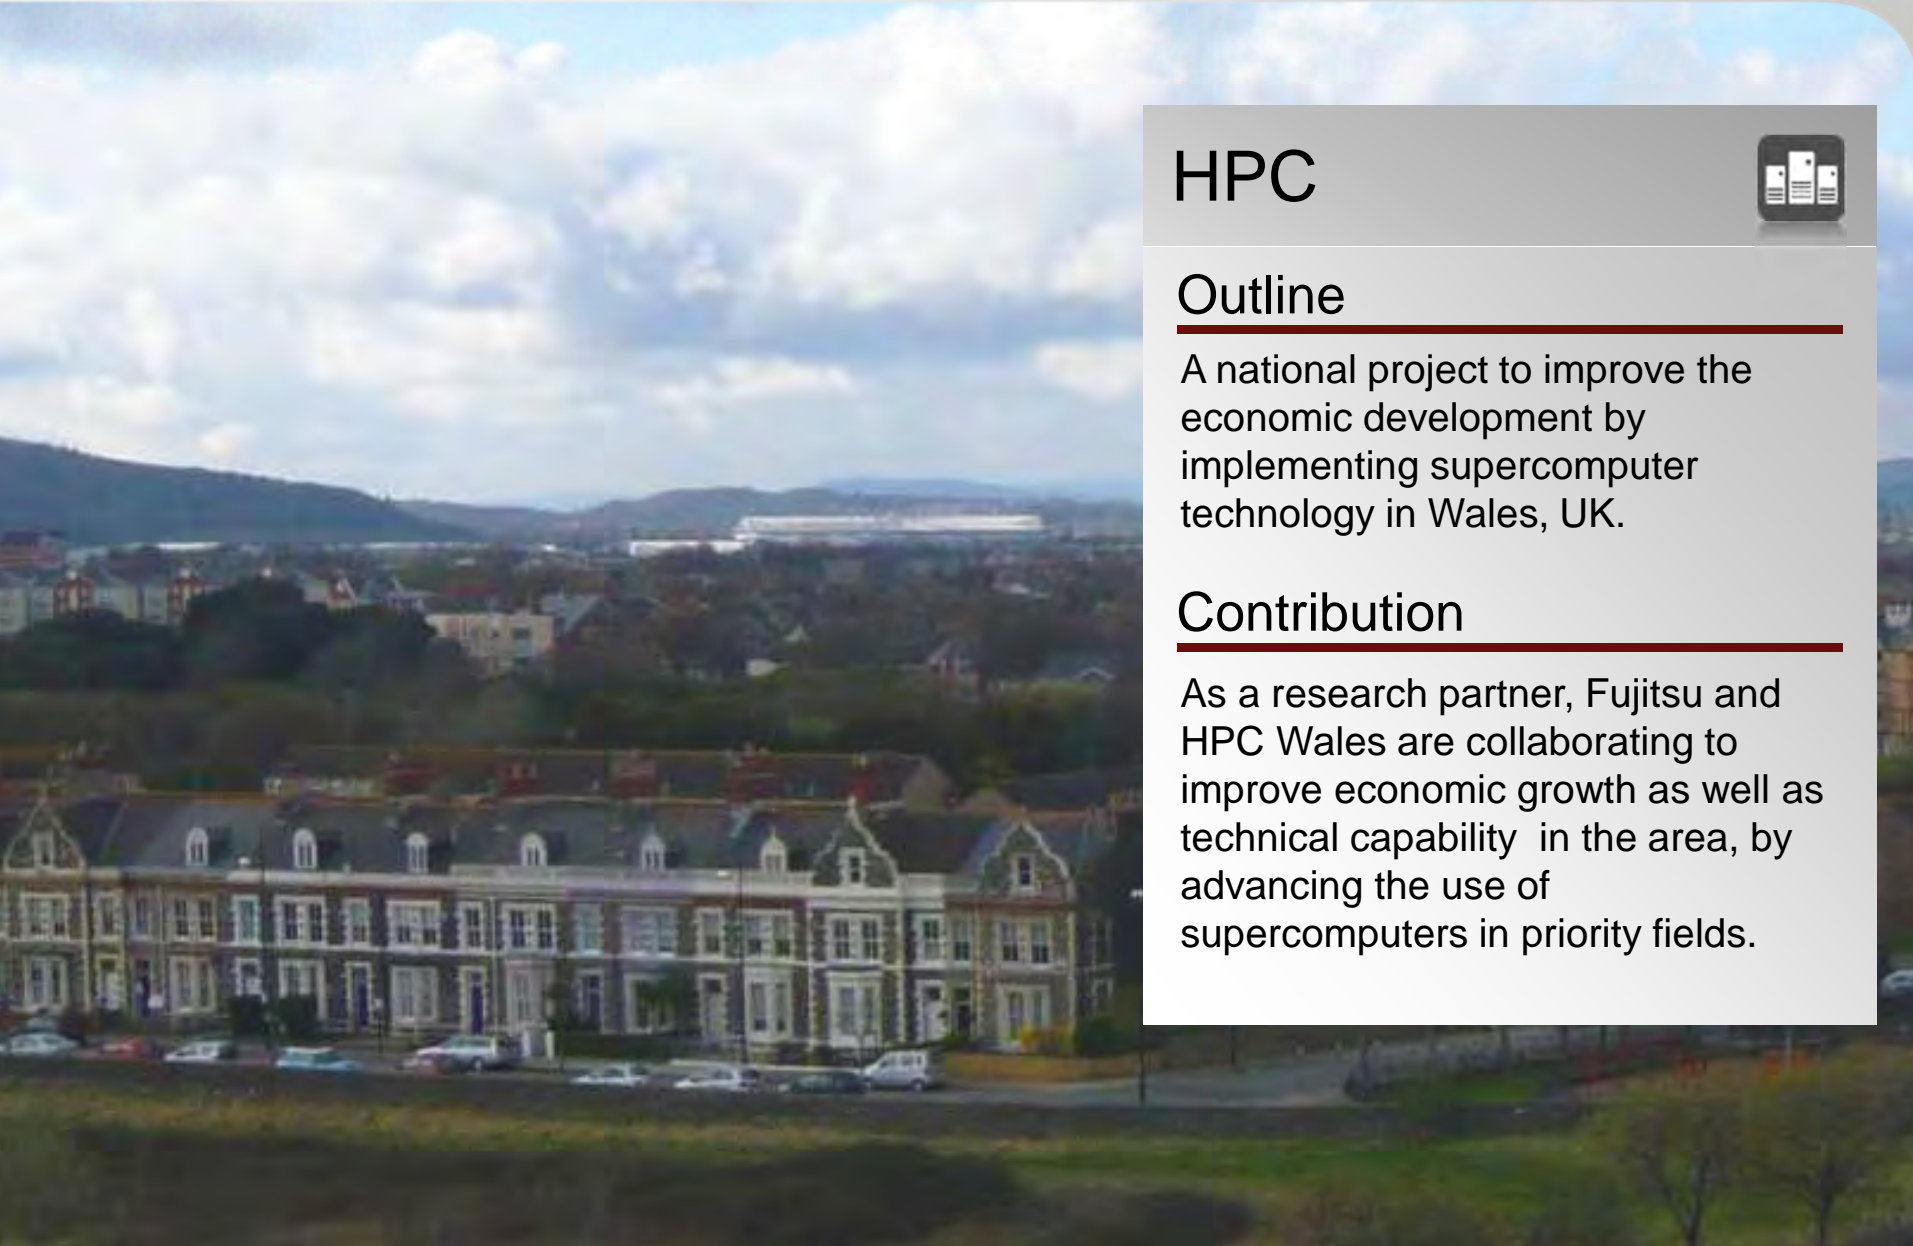 HPC
Outline
A national project to improve the
economic development by
implementing supercomputer
technology in Wales, UK.
Contribution
As a research partner, Fujitsu and
HPC Wales are collaborating to
improve economic growth as well as
technical capability  in the area, by
advancing the use of
supercomputers in priority fields.